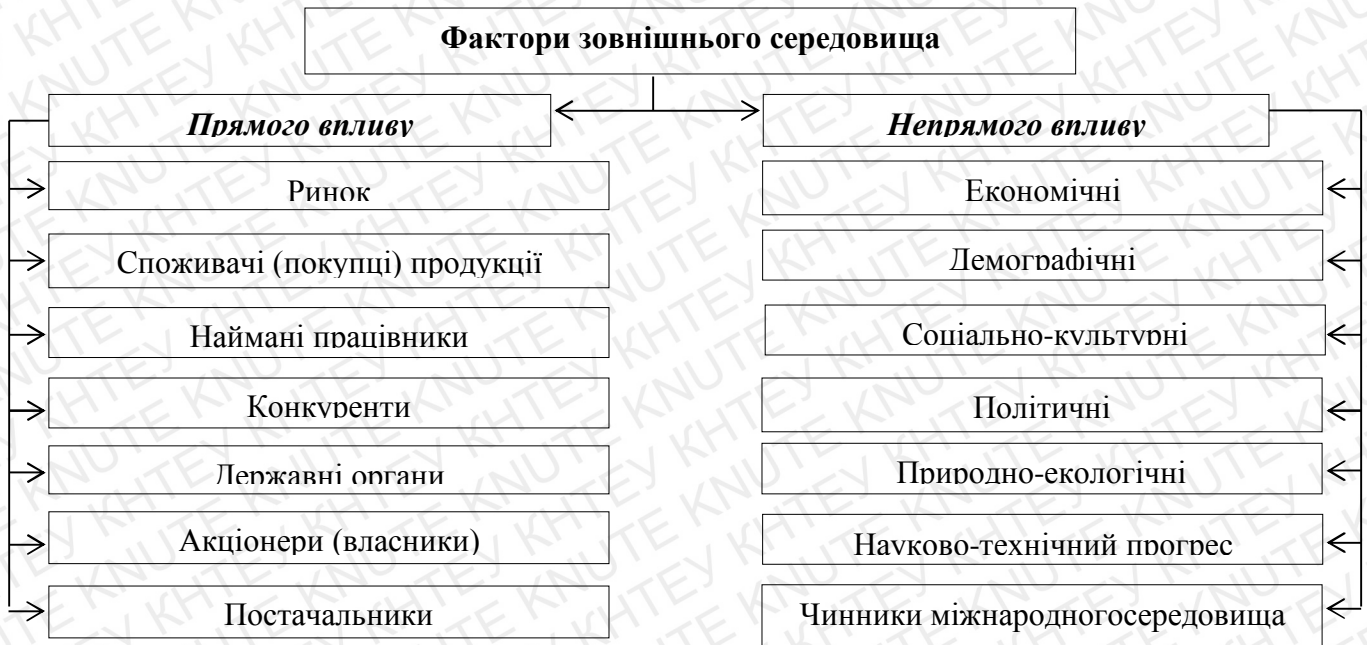 Фактори зовнішнього середовища
Прямого впливу
Непрямого впливу
Ринок
Економічні
Споживачі (покупці) продукції
Демографічні
Наймані працівники
Соціально-культурні
Конкуренти
Політичні
Державні органи
Природно-екологічні
Акціонери (власники)
Науково-технічний прогрес
Постачальники
Чинники міжнародногосередовища